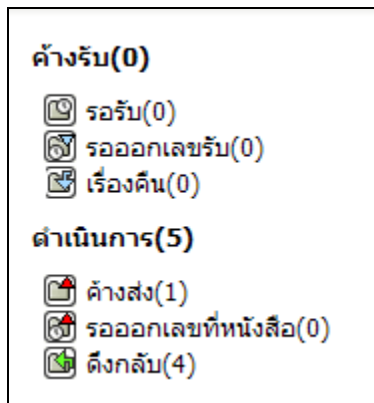 ค้างรับ(0)
รอรับ(0)
รอออกเลขรับ(0)
เรื่องคืน(0)
ดำเนินการ(5)
ค้างส่ง(1)
รอออกเลขที่หนังสือ(0)
ดึงกลับ(4)